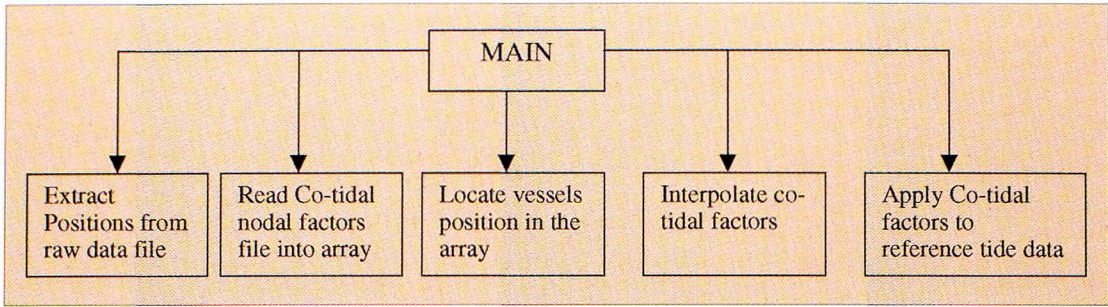 MAIN
Extract
Positions from
raw data file
Read Co-tidal
nodal factors
file into array
Locate vessels
position in the
array
Interpolate co-
tidal factors
Apply Co-tidal
factors to
reference tide data